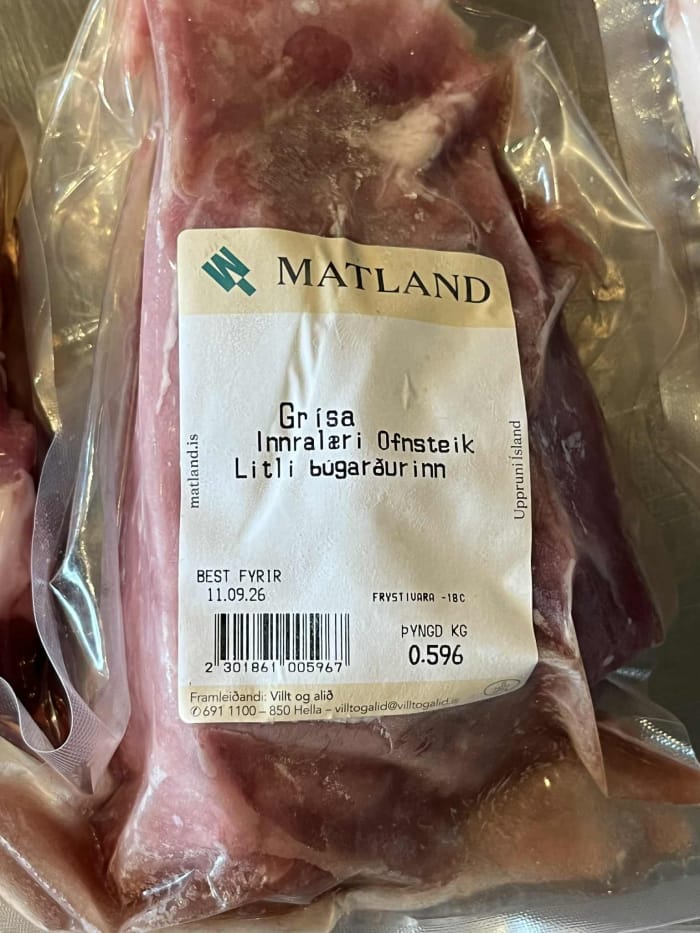 MATLAND
Grísa
Innralæri Ofnsteik
Litli búgarðurinn
matland.is
Uppruni Ísland
BEST FYRIR
11.09.26
FRYSTIVARA -18C
ÞYNGD KG
0.596
2 301861 005967
Framleiðandi: Villt og alið
✆691 1100 – 850 Hella – villtogalid@villtogalid.is